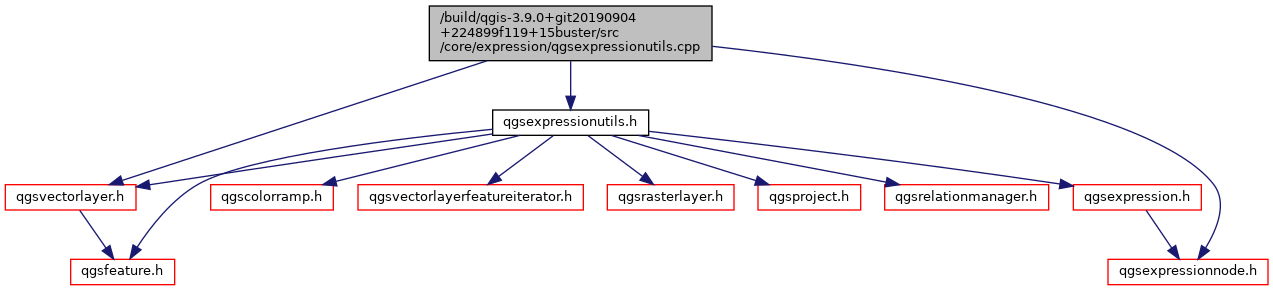 /build/qgis-3.9.0+git20190904
+224899f119+15buster/src
/core/expression/qgsexpressionutils.cpp
qgsexpressionutils.h
qgsvectorlayer.h
qgscolorramp.h
qgsvectorlayerfeatureiterator.h
qgsrasterlayer.h
qgsproject.h
qgsrelationmanager.h
qgsexpression.h
qgsfeature.h
qgsexpressionnode.h